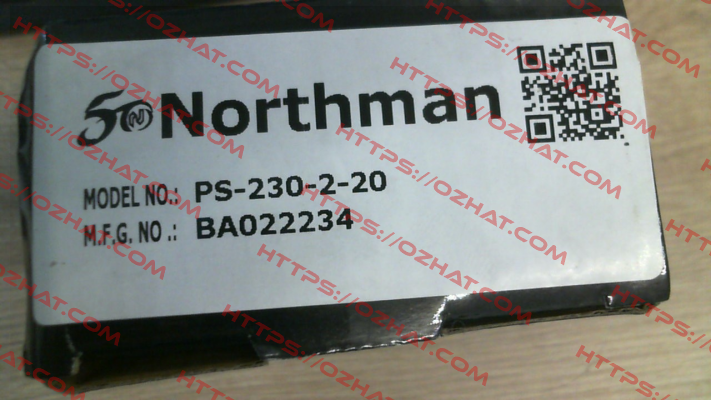 50 Northman
MODEL NO.: PS-230-2-20
M.F.G. NO .: BA022234
HTTPS://OZHAT.COM